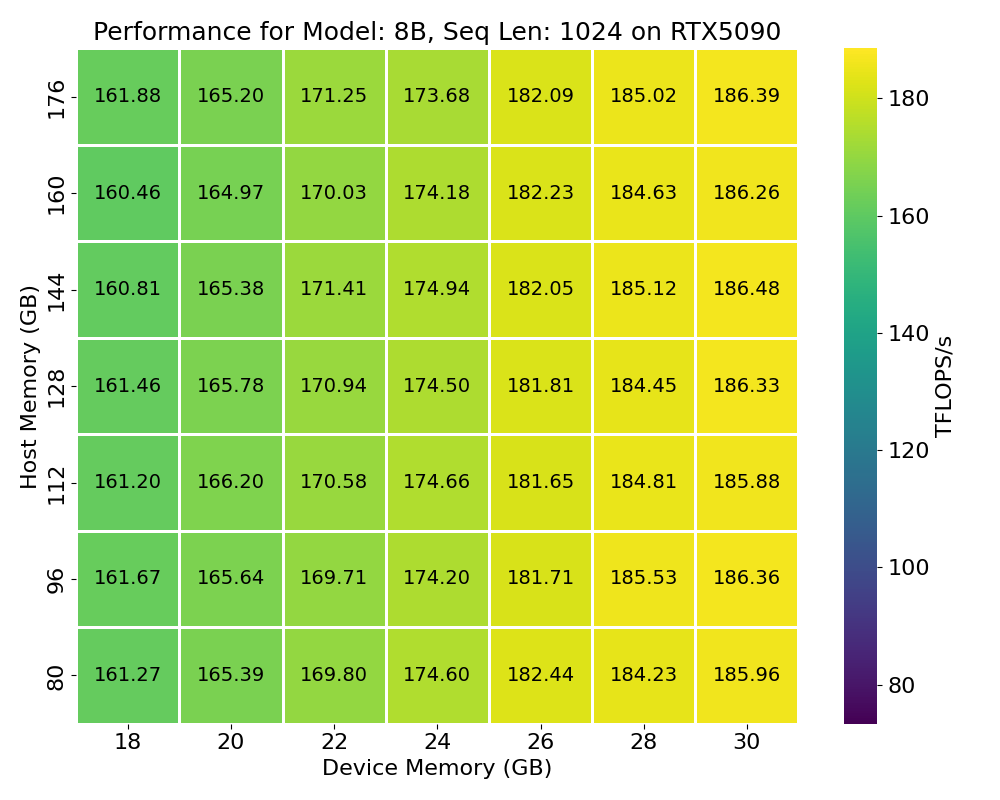 Performance for Model: 8B, Seq Len: 1024 on RTX5090
176 161.88 165.20 171.25 173.68 182.09 185.02 186.39
160 160.46 164.97 170.03 174.18 182.23 184.63 186.26
144 160.81 165.38 171.41 174.94 182.05 185.12 186.48
128 161.46 165.78 170.94 174.50 181.81 184.45 186.33
112 161.20 166.20 170.58 174.66 181.65 184.81 185.88
96 161.67 165.64 169.71 174.20 181.71 185.53 186.36
80 161.27 165.39 169.80 174.60 182.44 184.23 185.96
18 20 22 24 26 28 30
Device Memory (GB)
Host Memory (GB)
180
160
140
120
100
80
TFLOPS/s